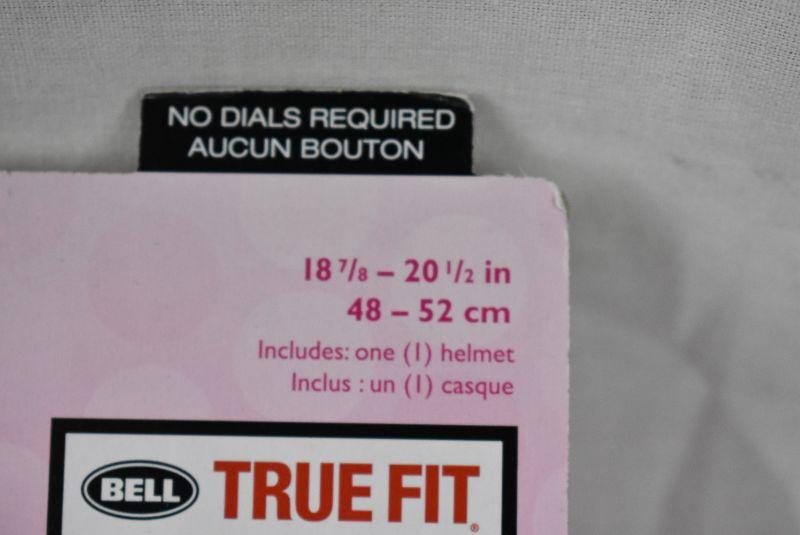 NO DIALS REQUIRED
AUCUN BOUTON
18 7/8 – 20 1/2 in
48 – 52 cm
Includes: one (1) helmet
Inclus : un (1) casque
BELL TRUE FIT®